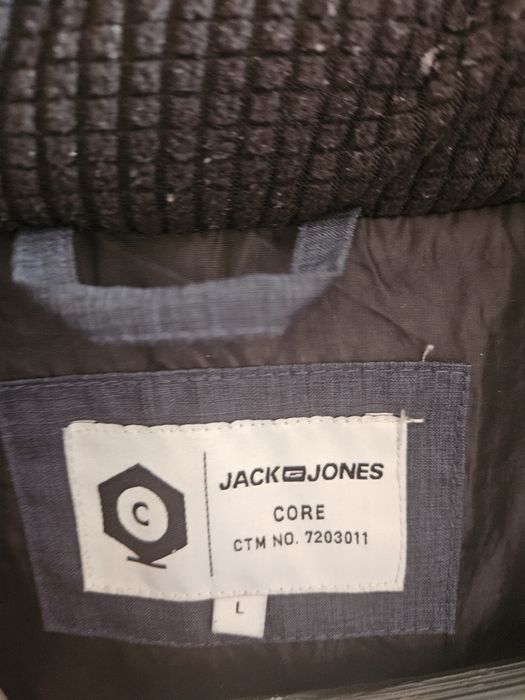 C
JACK JONES
CORE
CTM NO. 7203011
L